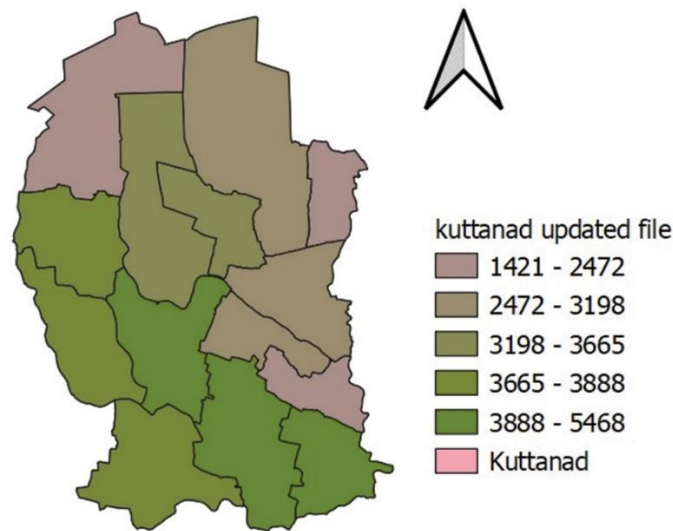 kuttanad updated file
1421 - 2472
2472 - 3198
3198 - 3665
3665 - 3888
3888 - 5468
Kuttanad